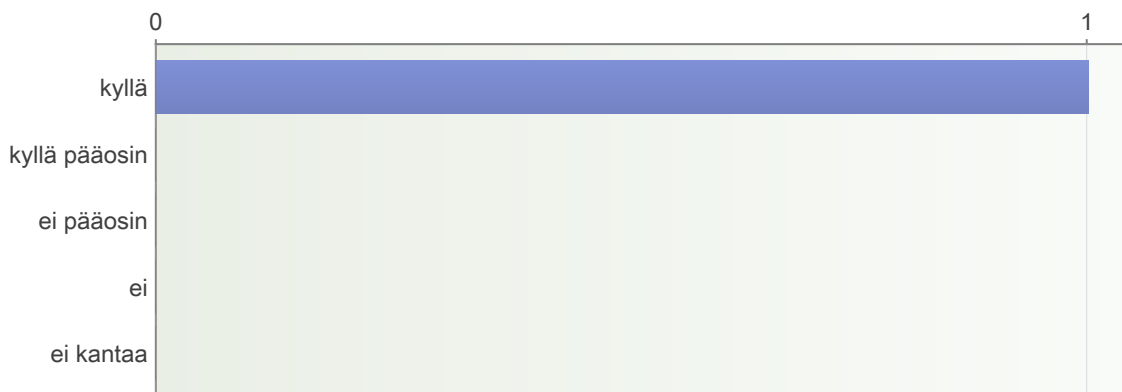 0 1
kyllä
kyllä pääosin
ei pääosin
ei
ei kantaa